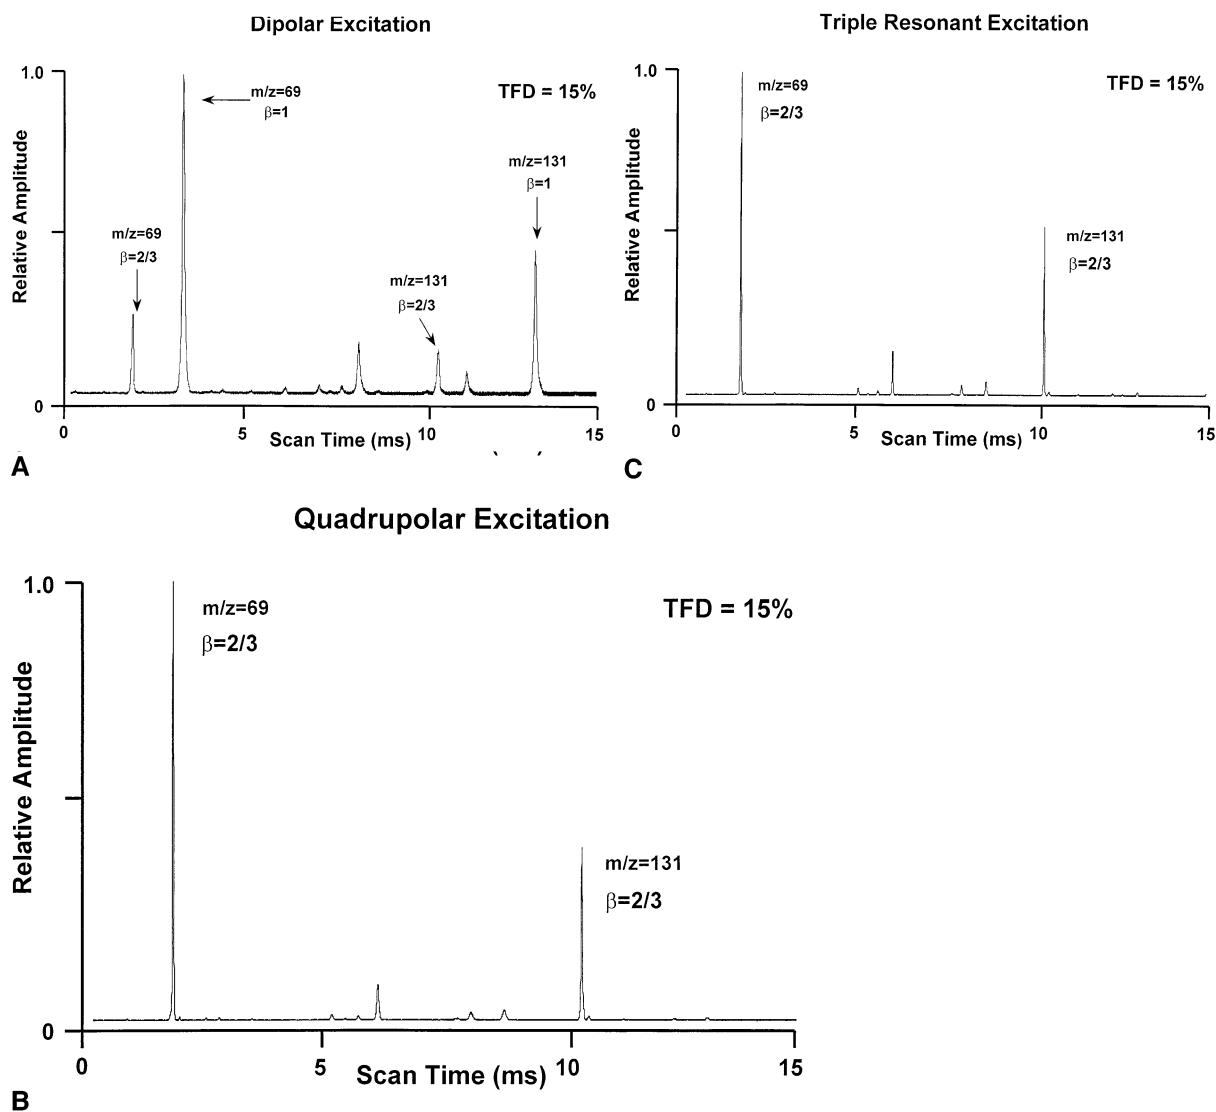 Dipolar Excitation
1.0
m/z=69
β=1
TFD = 15%
m/z=131
β=1
m/z=69
β=2/3
m/z=131
β=2/3
Relative Amplitude
0
0
5
10
15
Scan Time (ms)
A
Triple Resonant Excitation
1.0
m/z=69
β=2/3
TFD = 15%
m/z=131
β=2/3
Relative Amplitude
0
0
5
10
15
Scan Time (ms)
C
Quadrupolar Excitation
1.0
m/z=69
β=2/3
TFD = 15%
m/z=131
β=2/3
Relative Amplitude
0
0
5
10
15
Scan Time (ms)
B